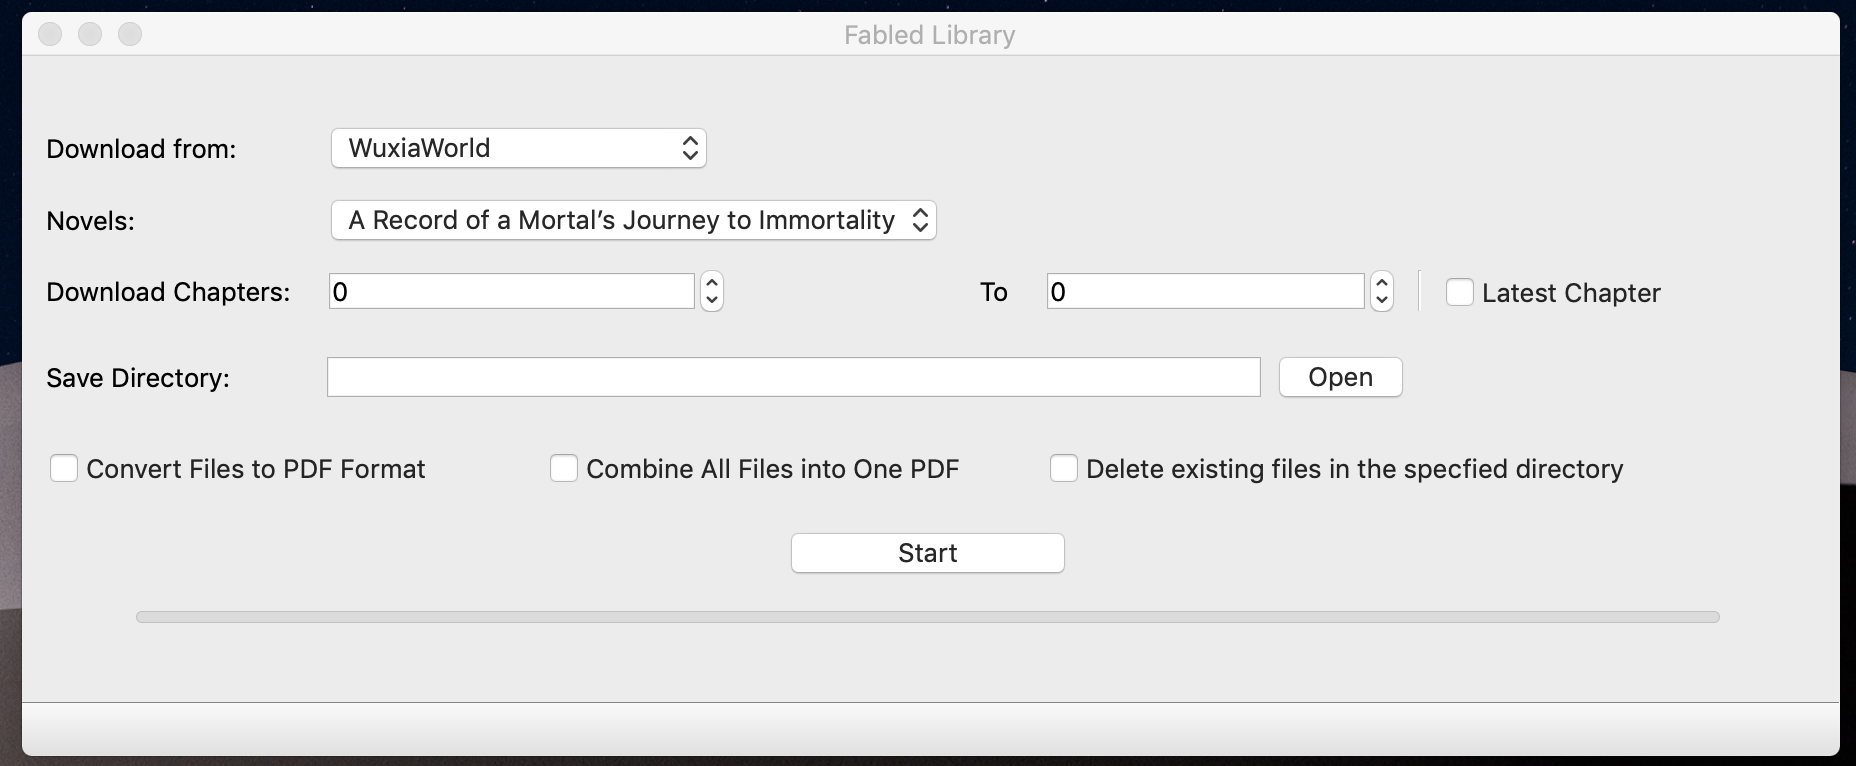 Fabled Library
Download from: WuxiaWorld
Novels: A Record of a Mortal’s Journey to Immortality
Download Chapters: 0 To 0 Latest Chapter
Save Directory: Open
Convert Files to PDF Format Combine All Files into One PDF Delete existing files in the specfied directory
Start